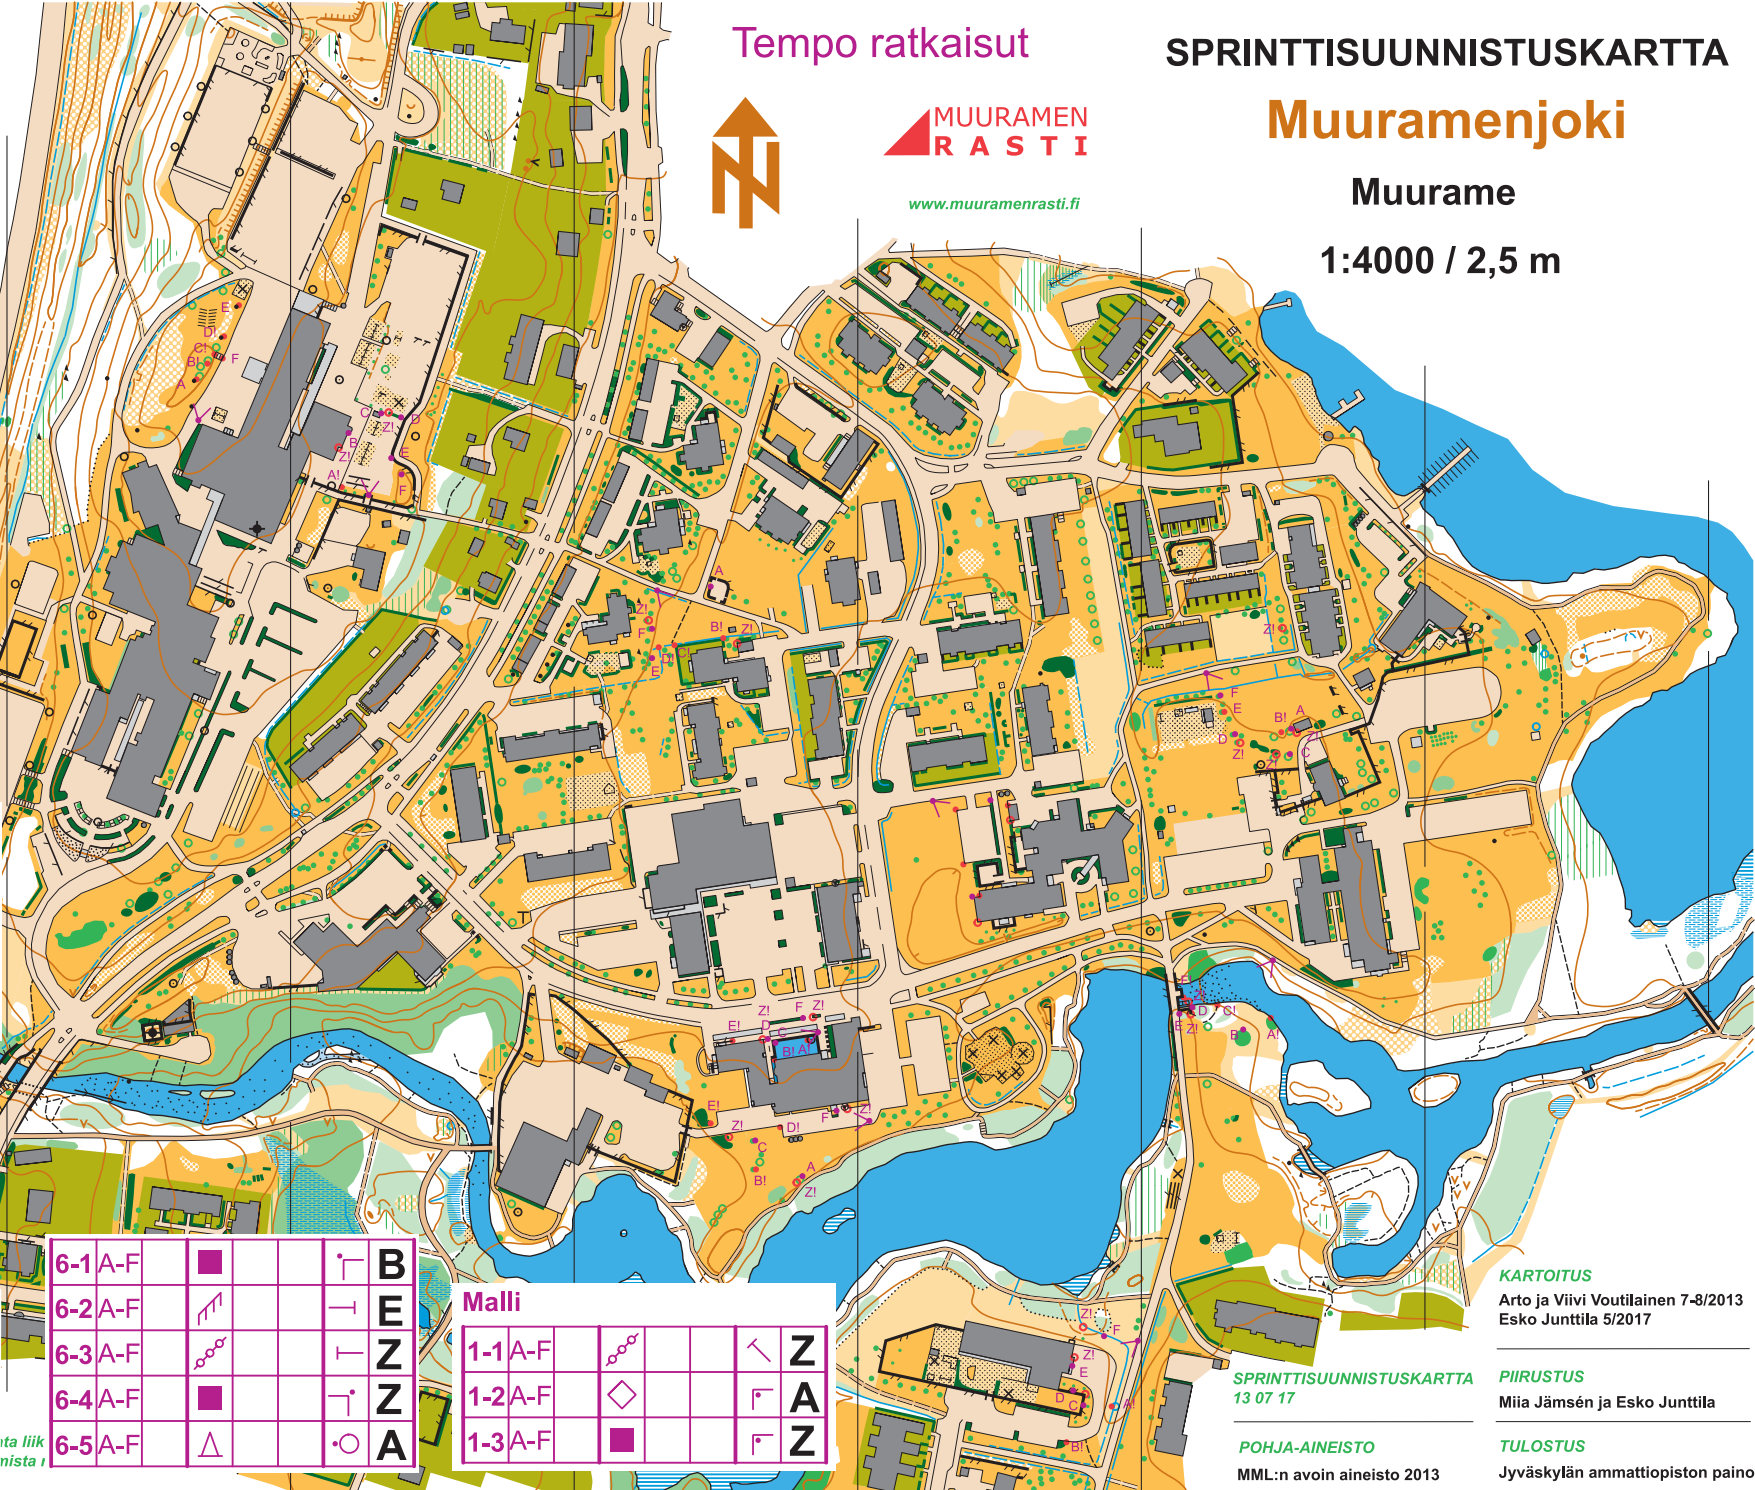 Tempo ratkaisut
SPRINTTISUUNNISTUSKARTTA
Muuramenjoki
Muurame
1:4000 / 2,5 m
MUURAMEN
RASTI
www.muuramenrasti.fi
E
D!
C!
F
B!
A
C
Z!
D
B
Z!
E
A!
F
A
Z!
F
B!
Z!
C!
D!
E!
Z!
F
E
A
B!
D
Z!
Z!
C
Z!
E!
D
C!
E
Z!
B
A!
Z!
F
Z!
E!
D
C
B!
A!
F
Z!
E!
Z!
D!
C
B!
A
Z!
Z!
F
Z!
E
D
C
A!
B!
6-1 A-F B
6-2 A-F E
6-3 A-F Z
6-4 A-F Z
6-5 A-F A
Malli
1-1 A-F Z
1-2 A-F A
1-3 A-F Z
KARTOITUS
Arto ja Viivi Voutilainen 7-8/2013
Esko Junttila 5/2017
SPRINTTISUUNNISTUSKARTTA
13 07 17
PIIRUSTUS
Miia Jämsén ja Esko Junttila
POHJA-AINEISTO
MML:n avoin aineisto 2013
TULOSTUS
Jyväskylän ammattiopiston paino